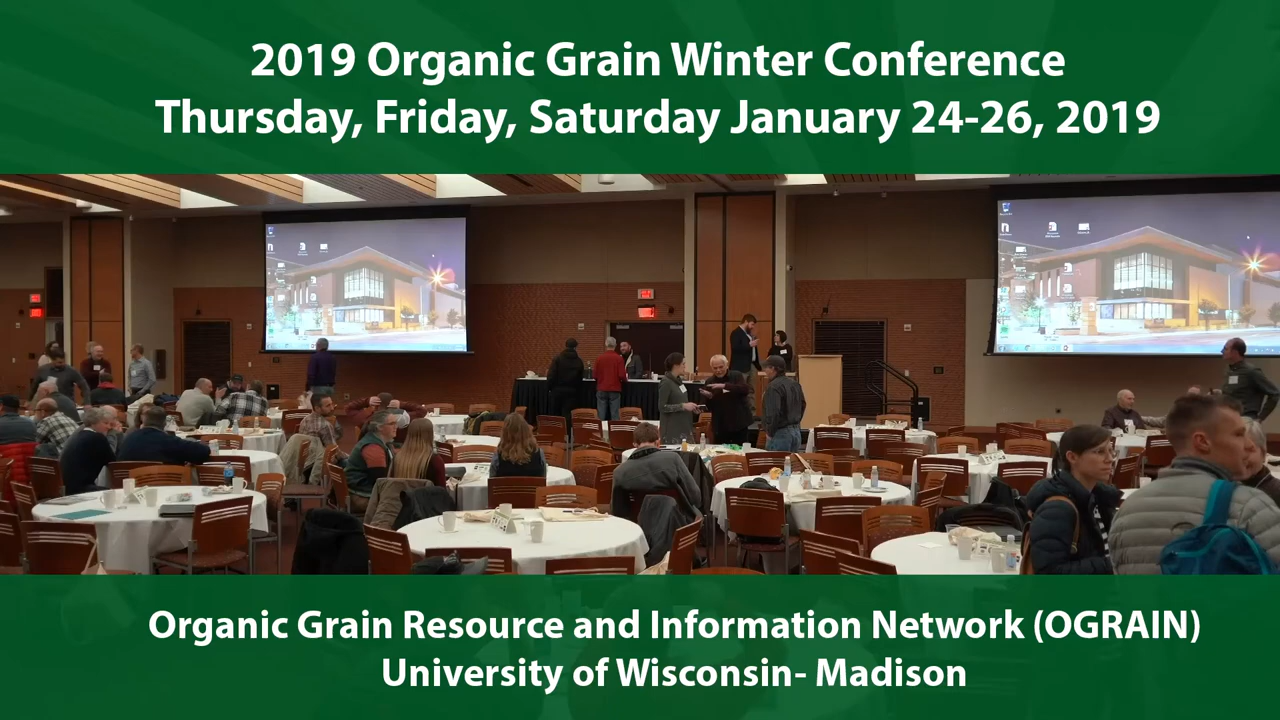 2019 Organic Grain Winter Conference
Thursday, Friday, Saturday January 24-26, 2019
Organic Grain Resource and Information Network (OGRAIN)
University of Wisconsin- Madison